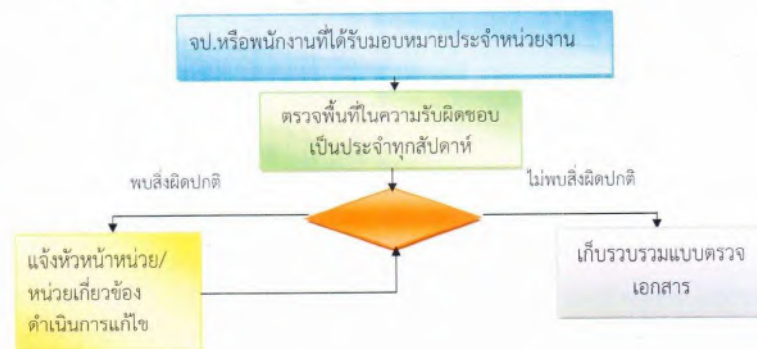 จป.หรือพนักงานที่ได้รับมอบหมายประจำหน่วยงาน
ตรวจพื้นที่ในความรับผิดชอบ
เป็นประจำทุกสัปดาห์
พบสิ่งผิดปกติ
ไม่พบสิ่งผิดปกติ
แจ้งหัวหน้าหน่วย/
หน่วยเกี่ยวข้อง
ดำเนินการแก้ไข
เก็บรวบรวมแบบตรวจ
เอกสาร